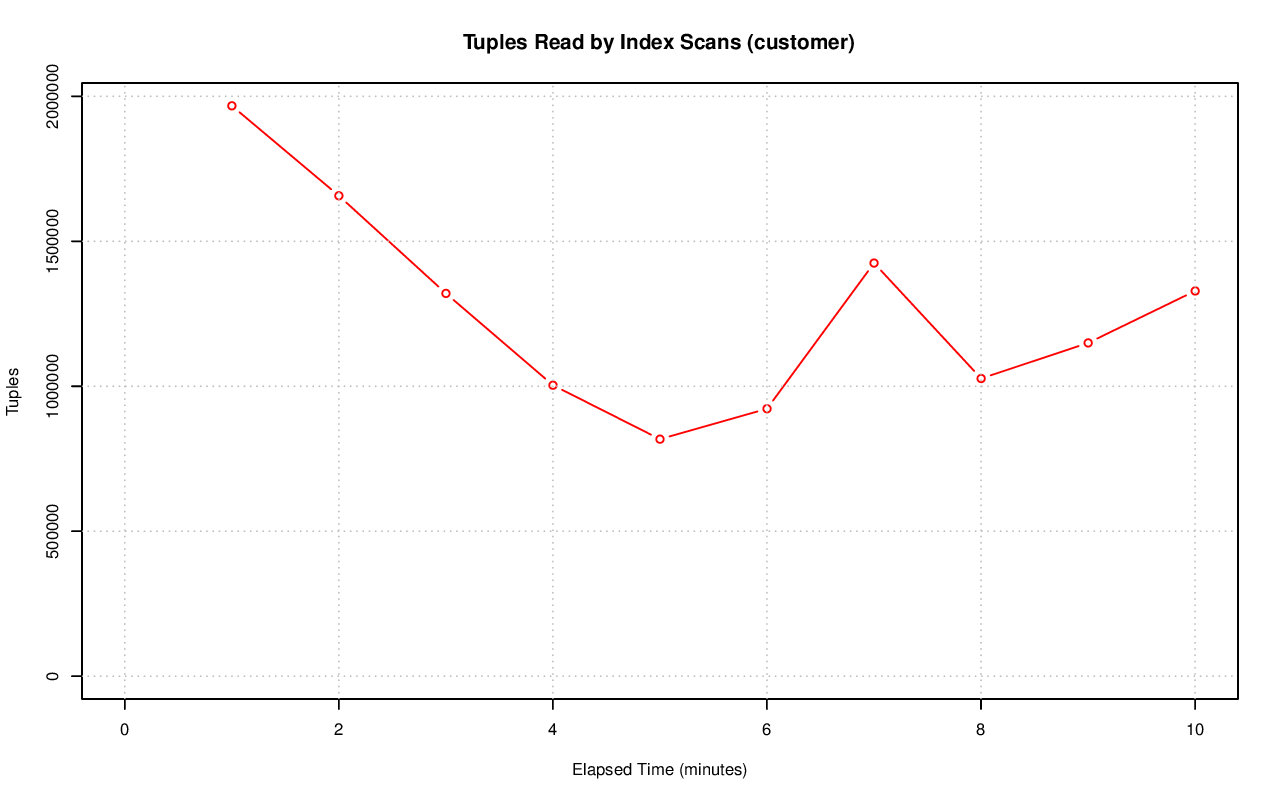 Tuples Read by Index Scans (customer)
Tuples
2000000
1500000
1000000
500000
0
0 2 4 6 8 10
Elapsed Time (minutes)